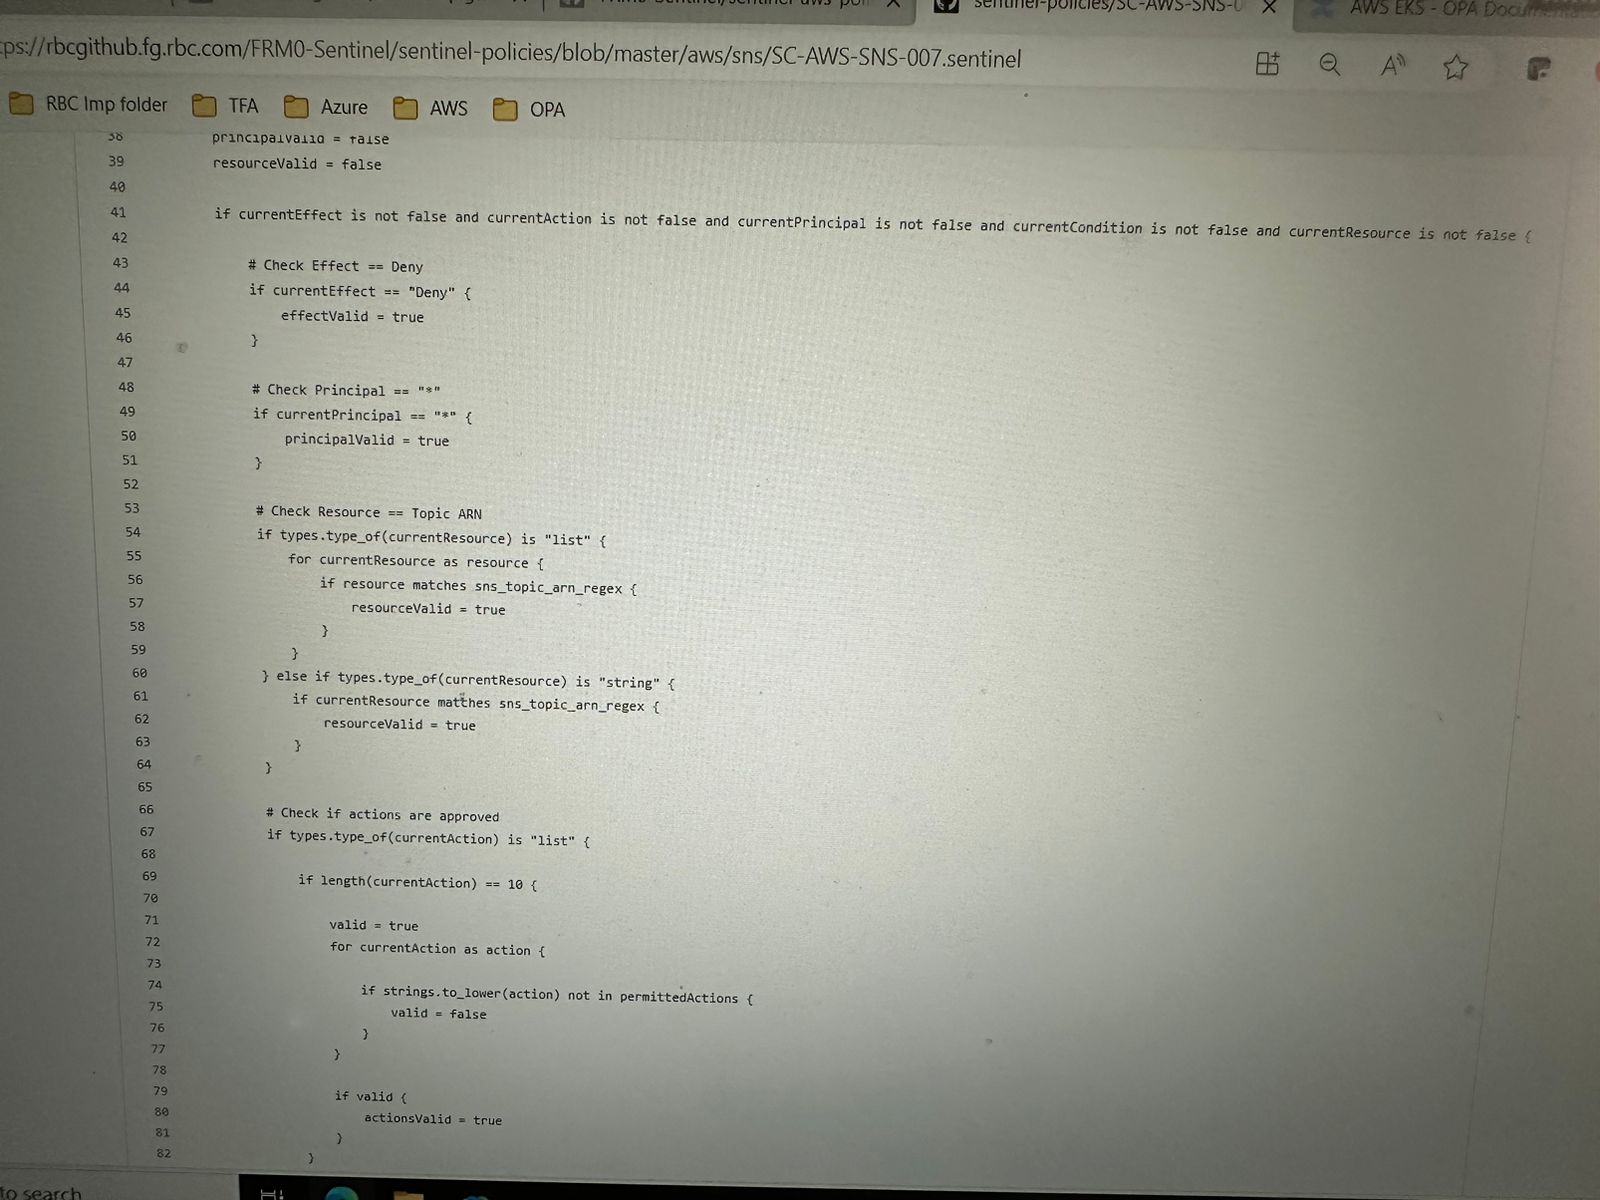 sentinel-policies/SC-AWS-SNS-0
AWS EKS - OPA
ps://rbcgithub.fg.rbc.com/FRM0-Sentinel/sentinel-policies/blob/master/aws/sns/SC-AWS-SNS-007.sentinel
RBC Imp folder TFA Azure AWS OPA
38 principalValid = false
39 resourceValid = false
40
41 if currentEffect is not false and currentAction is not false and currentPrincipal is not false and currentCondition is not false and currentResource is not false {
42
43 # Check Effect == Deny
44 if currentEffect == "Deny" {
45 effectValid = true
46 }
47
48 # Check Principal == "*"
49 if currentPrincipal == "*" {
50 principalValid = true
51 }
52
53 # Check Resource == Topic ARN
54 if types.type_of(currentResource) is "list" {
55 for currentResource as resource {
56 if resource matches sns_topic_arn_regex {
57 resourceValid = true
58 }
59 }
60 } else if types.type_of(currentResource) is "string" {
61 if currentResource matches sns_topic_arn_regex {
62 resourceValid = true
63 }
64 }
65
66 # Check if actions are approved
67 if types.type_of(currentAction) is "list" {
68
69 if length(currentAction) == 10 {
70
71 valid = true
72 for currentAction as action {
73
74 if strings.to_lower(action) not in permittedActions {
75 valid = false
76 }
77 }
78
79 if valid {
80 actionsValid = true
81 }
82 }
to search